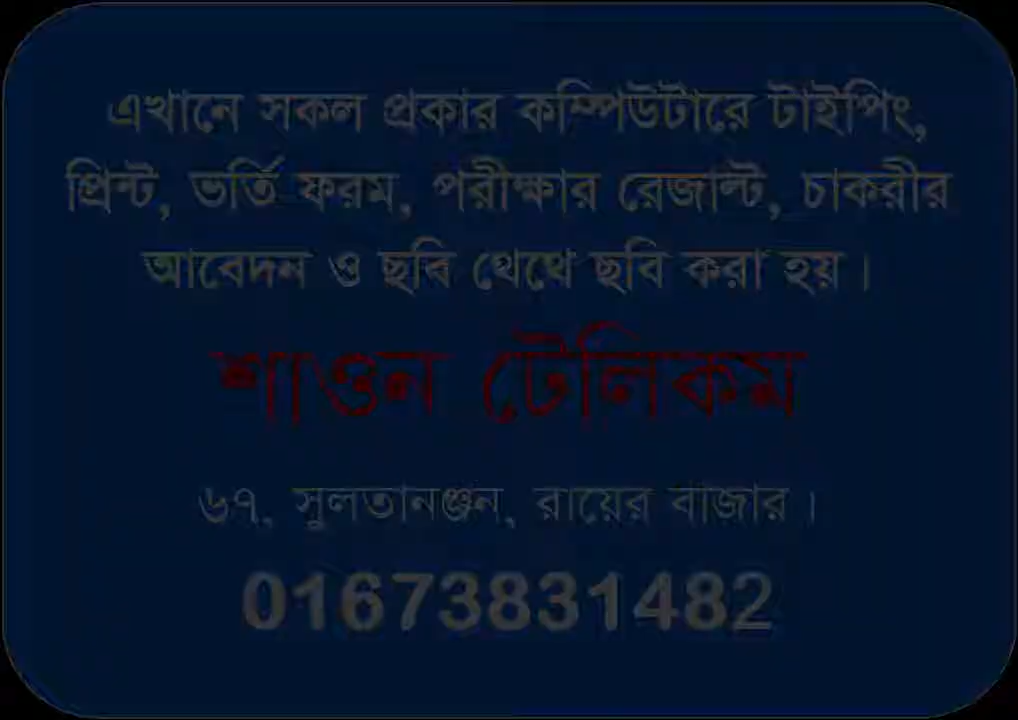 এখানে সকল প্রকার কম্পিউটারে টাইপিং,
প্রিন্ট, ভর্তি ফরম, পরীক্ষার রেজাল্ট, চাকরীর
আবেদন ও ছবি থেথে ছবি করা হয়।
শাওন টেলিকম
৬৭, সুলতানগঞ্জন, রায়ের বাজার।
01673831482